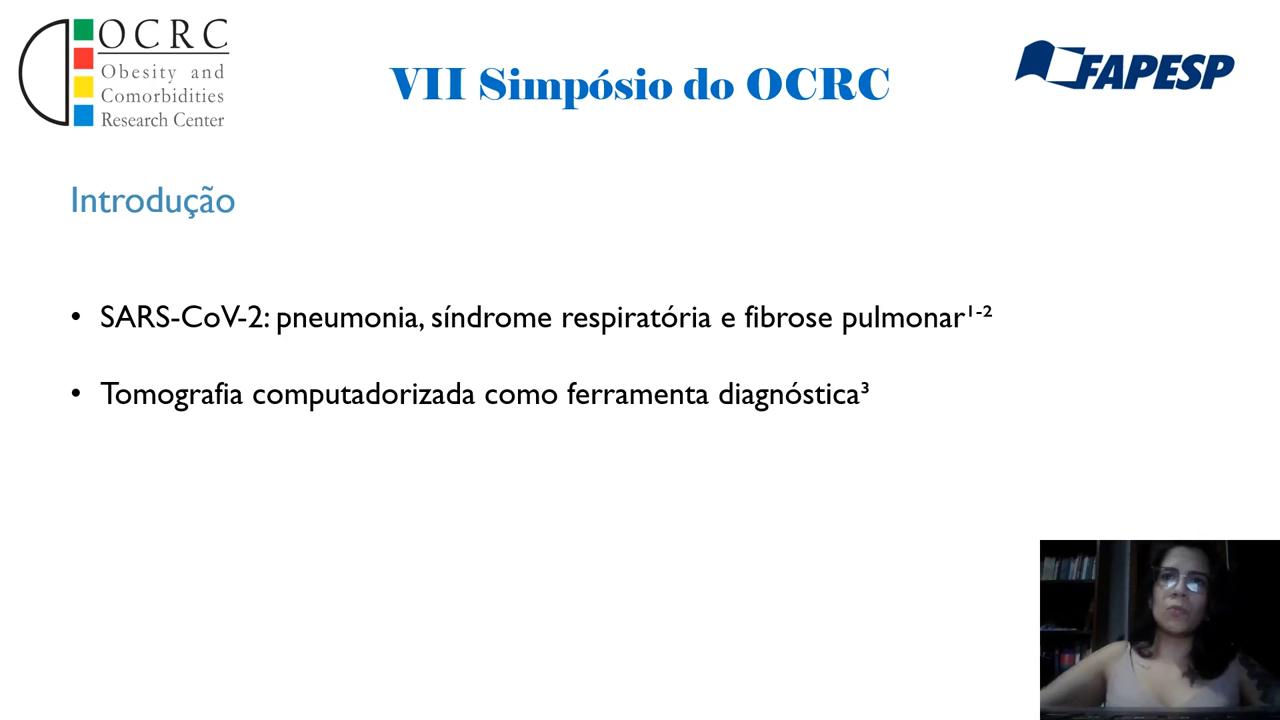 OCRC
Obesity and
Comorbidities
Research Center
VII Simpósio do OCRC
FAPESP
Introdução
• SARS-CoV-2: pneumonia, síndrome respiratória e fibrose pulmonar¹⁻²
• Tomografia computadorizada como ferramenta diagnóstica³